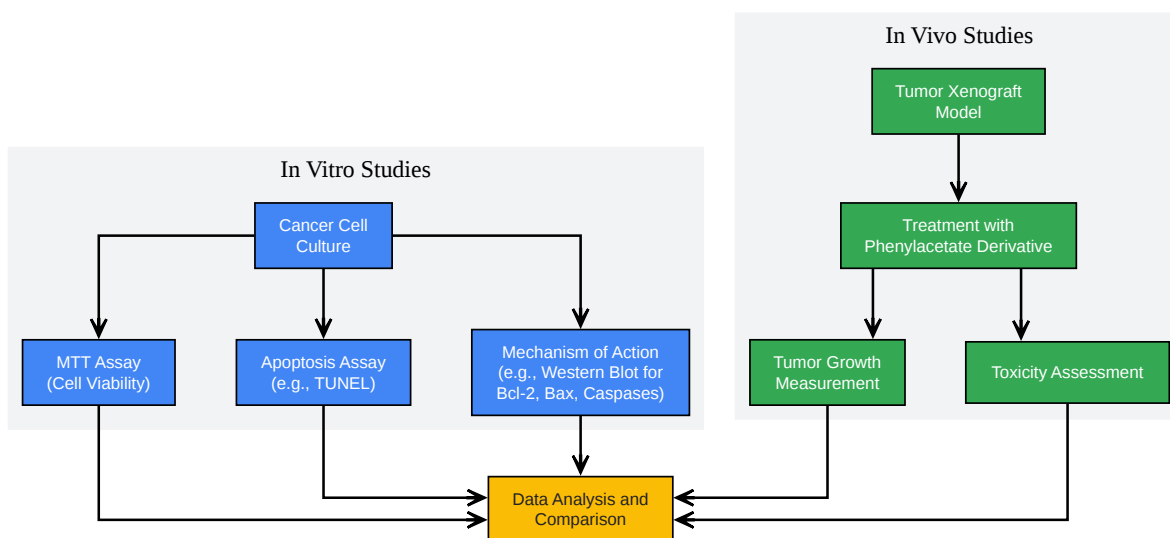 In Vivo Studies
Tumor Xenograft
Model
Treatment with
Phenylacetate Derivative
Tumor Growth
Measurement
Toxicity Assessment
In Vitro Studies
Cancer Cell
Culture
MTT Assay
(Cell Viability)
Apoptosis Assay
(e.g., TUNEL)
Mechanism of Action
(e.g., Western Blot for
Bcl-2, Bax, Caspases)
Data Analysis and
Comparison